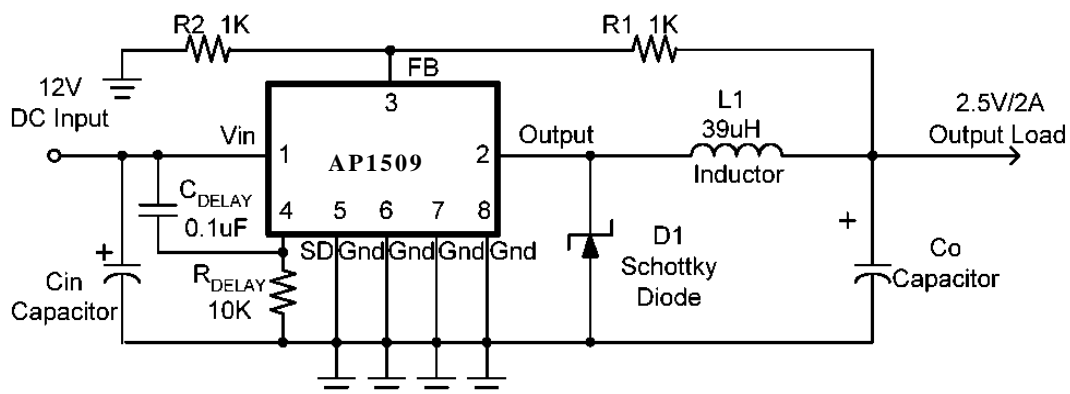 R2 1K
R1 1K
FB
12V
DC Input
3
L1
39uH
Inductor
2.5V/2A
Output Load
Vin
1
AP1509
2
Output
CDELAY
0.1uF
4
5
6
7
8
SD Gnd Gnd Gnd Gnd
+
Cin
Capacitor
RDELAY
10K
D1
Schottky
Diode
+
Co
Capacitor